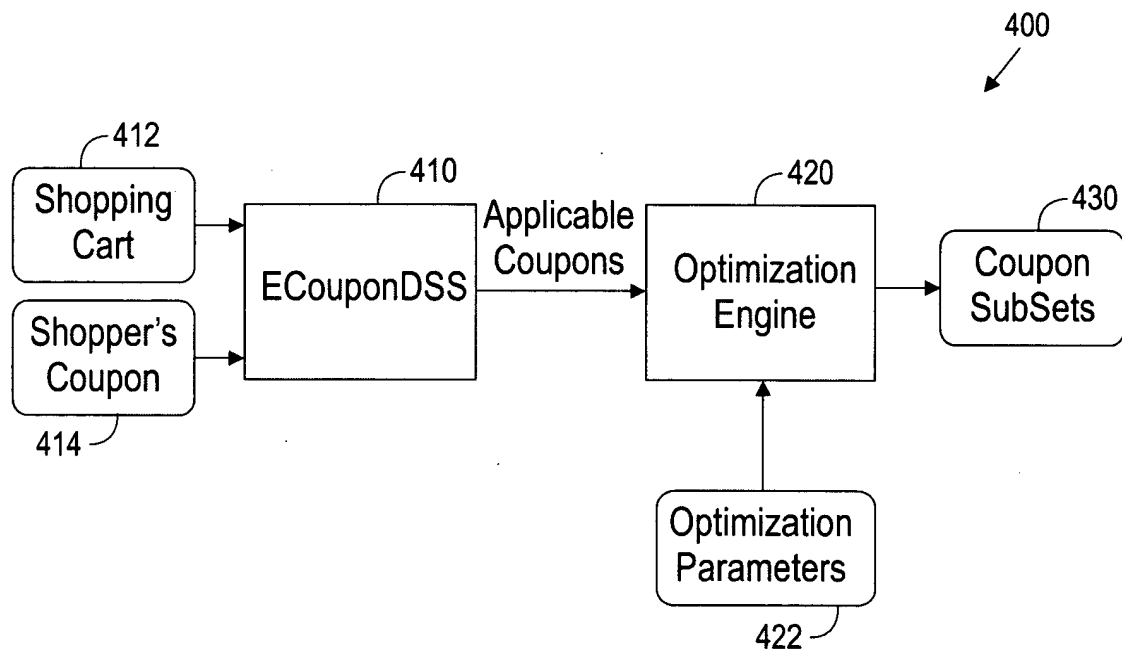 400
412
Shopping
Cart
410
ECouponDSS
Shopper's
Coupon
414
Applicable
Coupons
420
Optimization
Engine
430
Coupon
SubSets
Optimization
Parameters
422